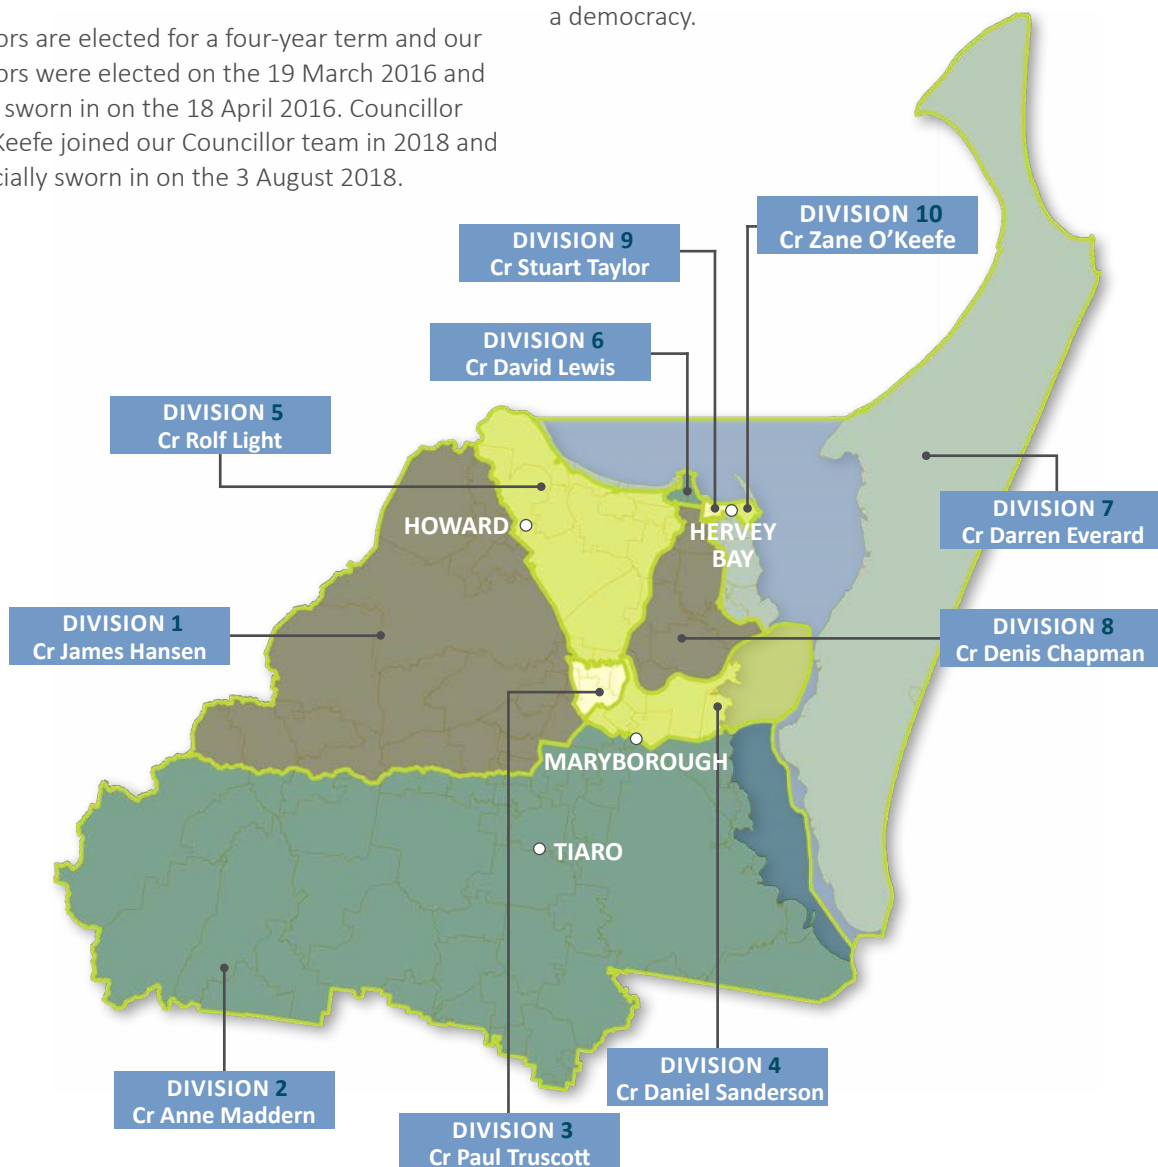 ors are elected for a four-year term and our
ors were elected on the 19 March 2016 and
sworn in on the 18 April 2016. Councillor
Keefe joined our Councillor team in 2018 and
cially sworn in on the 3 August 2018.
a democracy.
DIVISION 10
Cr Zane O'Keefe
DIVISION 9
Cr Stuart Taylor
DIVISION 6
Cr David Lewis
DIVISION 5
Cr Rolf Light
HOWARD
HERVEY
BAY
DIVISION 7
Cr Darren Everard
DIVISION 1
Cr James Hansen
DIVISION 8
Cr Denis Chapman
MARYBOROUGH
TIARO
DIVISION 4
Cr Daniel Sanderson
DIVISION 2
Cr Anne Maddern
DIVISION 3
Cr Paul Truscott